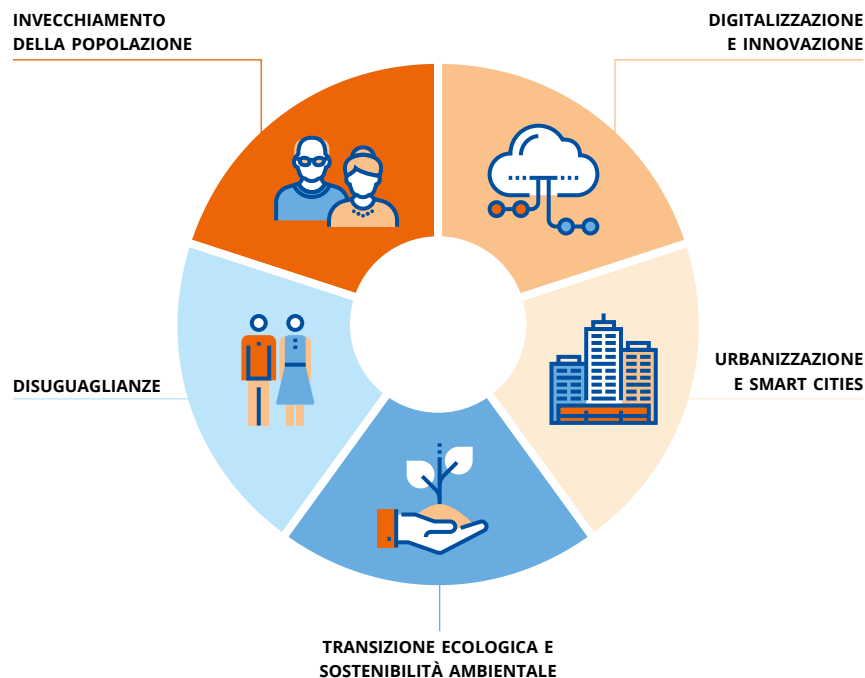 INVECCHIAMENTO
DELLA POPOLAZIONE
DIGITALIZZAZIONE
E INNOVAZIONE
DISUGUAGLIANZE
URBANIZZAZIONE
E SMART CITIES
TRANSIZIONE ECOLOGICA E
SOSTENIBILITÀ AMBIENTALE